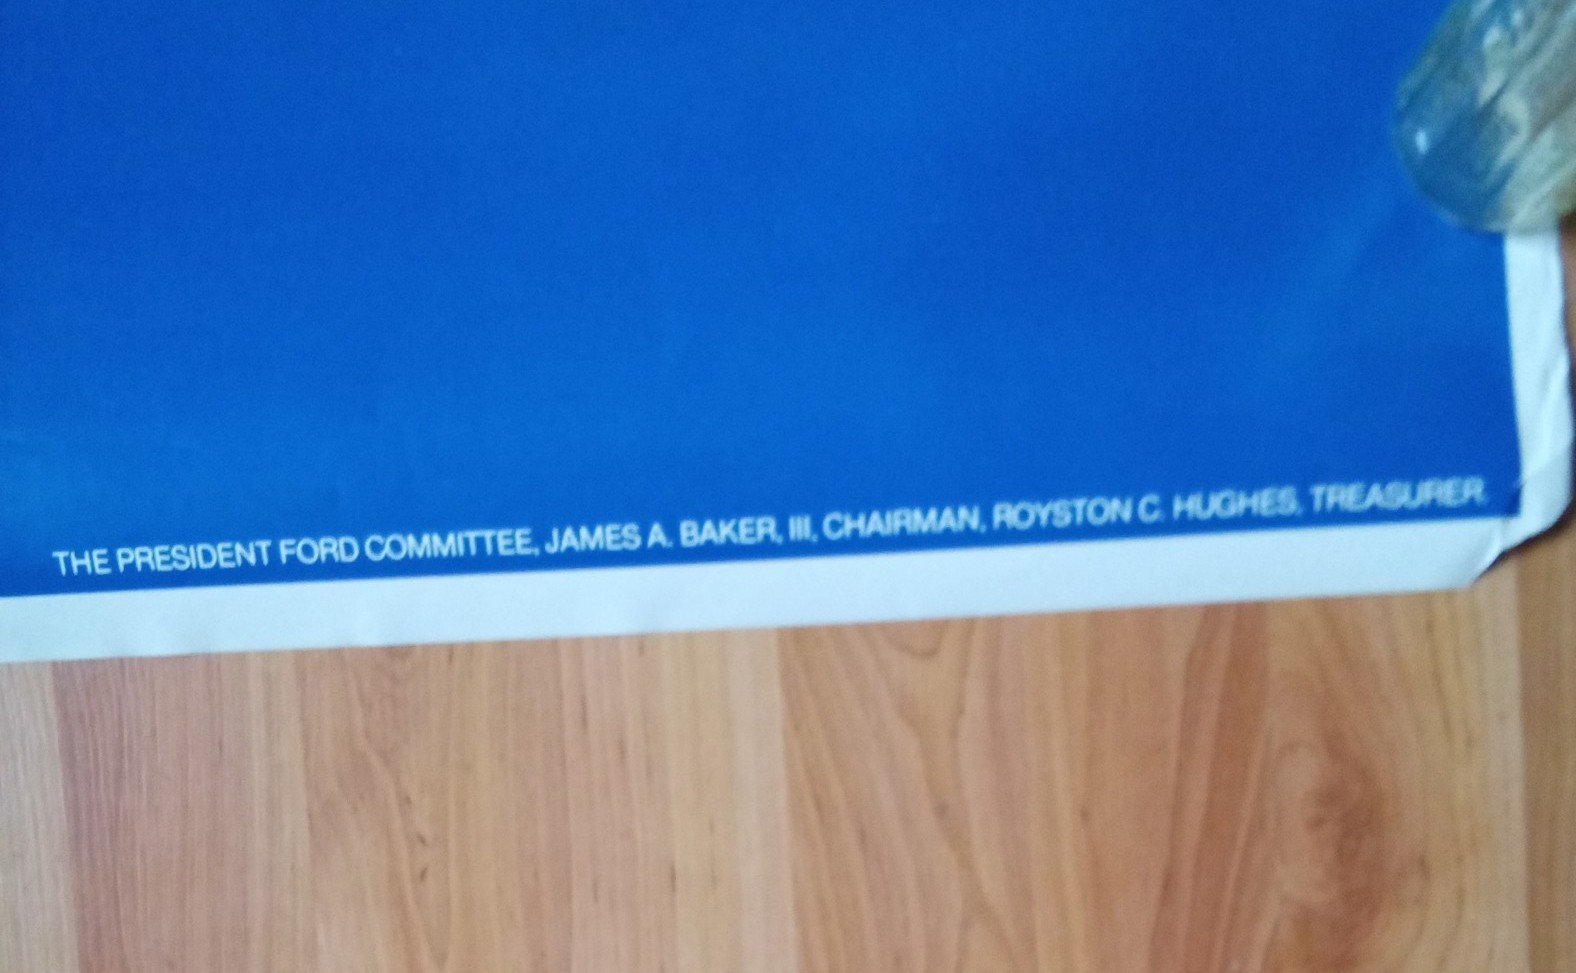 THE PRESIDENT FORD COMMITTEE, JAMES A. BAKER, III, CHAIRMAN, ROYSTON C. HUGHES, TREASURER.